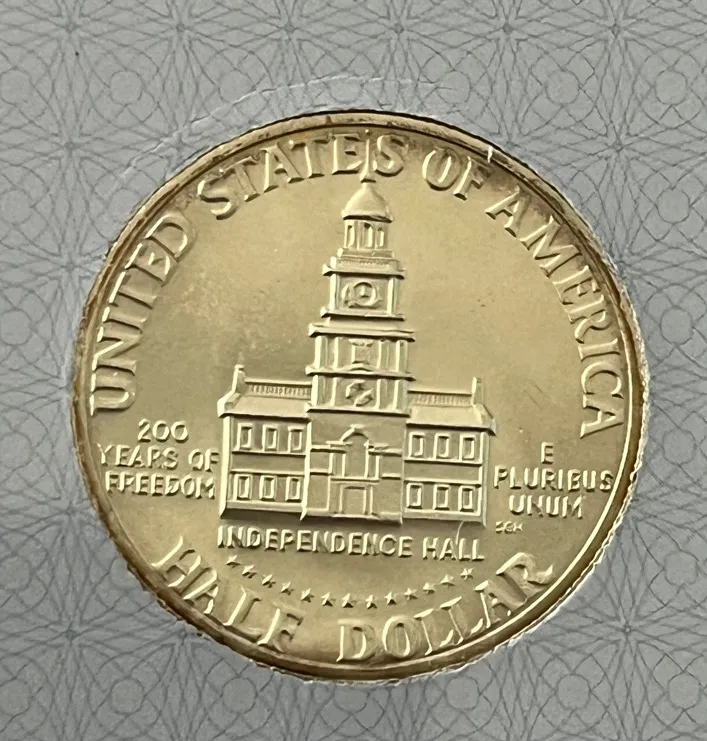 UNITED STATES OF AMERICA
200
YEARS OF
FREEDOM
E
PLURIBUS
UNUM
SGH
INDEPENDENCE HALL
HALF DOLLAR